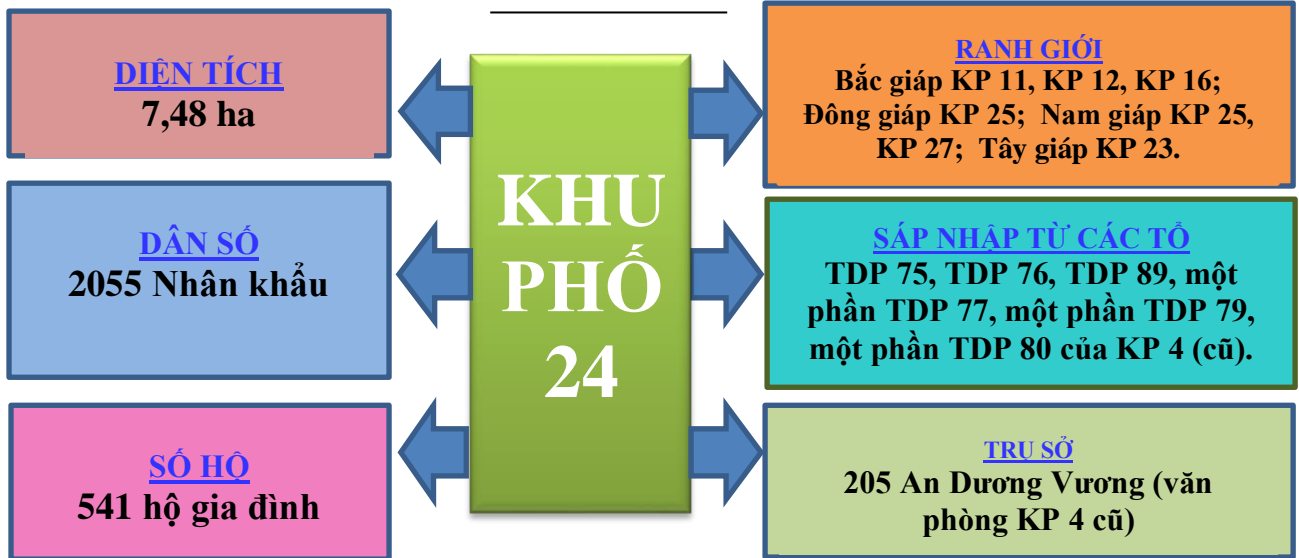 DIỆN TÍCH
7,48 ha
DÂN SỐ
2055 Nhân khẩu
SỐ HỘ
541 hộ gia đình
KHU
PHỐ
24
RANH GIỚI
Bắc giáp KP 11, KP 12, KP 16;
Đông giáp KP 25; Nam giáp KP 25,
KP 27; Tây giáp KP 23.
SÁP NHẬP TỪ CÁC TỔ
TDP 75, TDP 76, TDP 89, một
phần TDP 77, một phần TDP 79,
một phần TDP 80 của KP 4 (cũ).
TRỤ SỞ
205 An Dương Vương (văn
phòng KP 4 cũ)